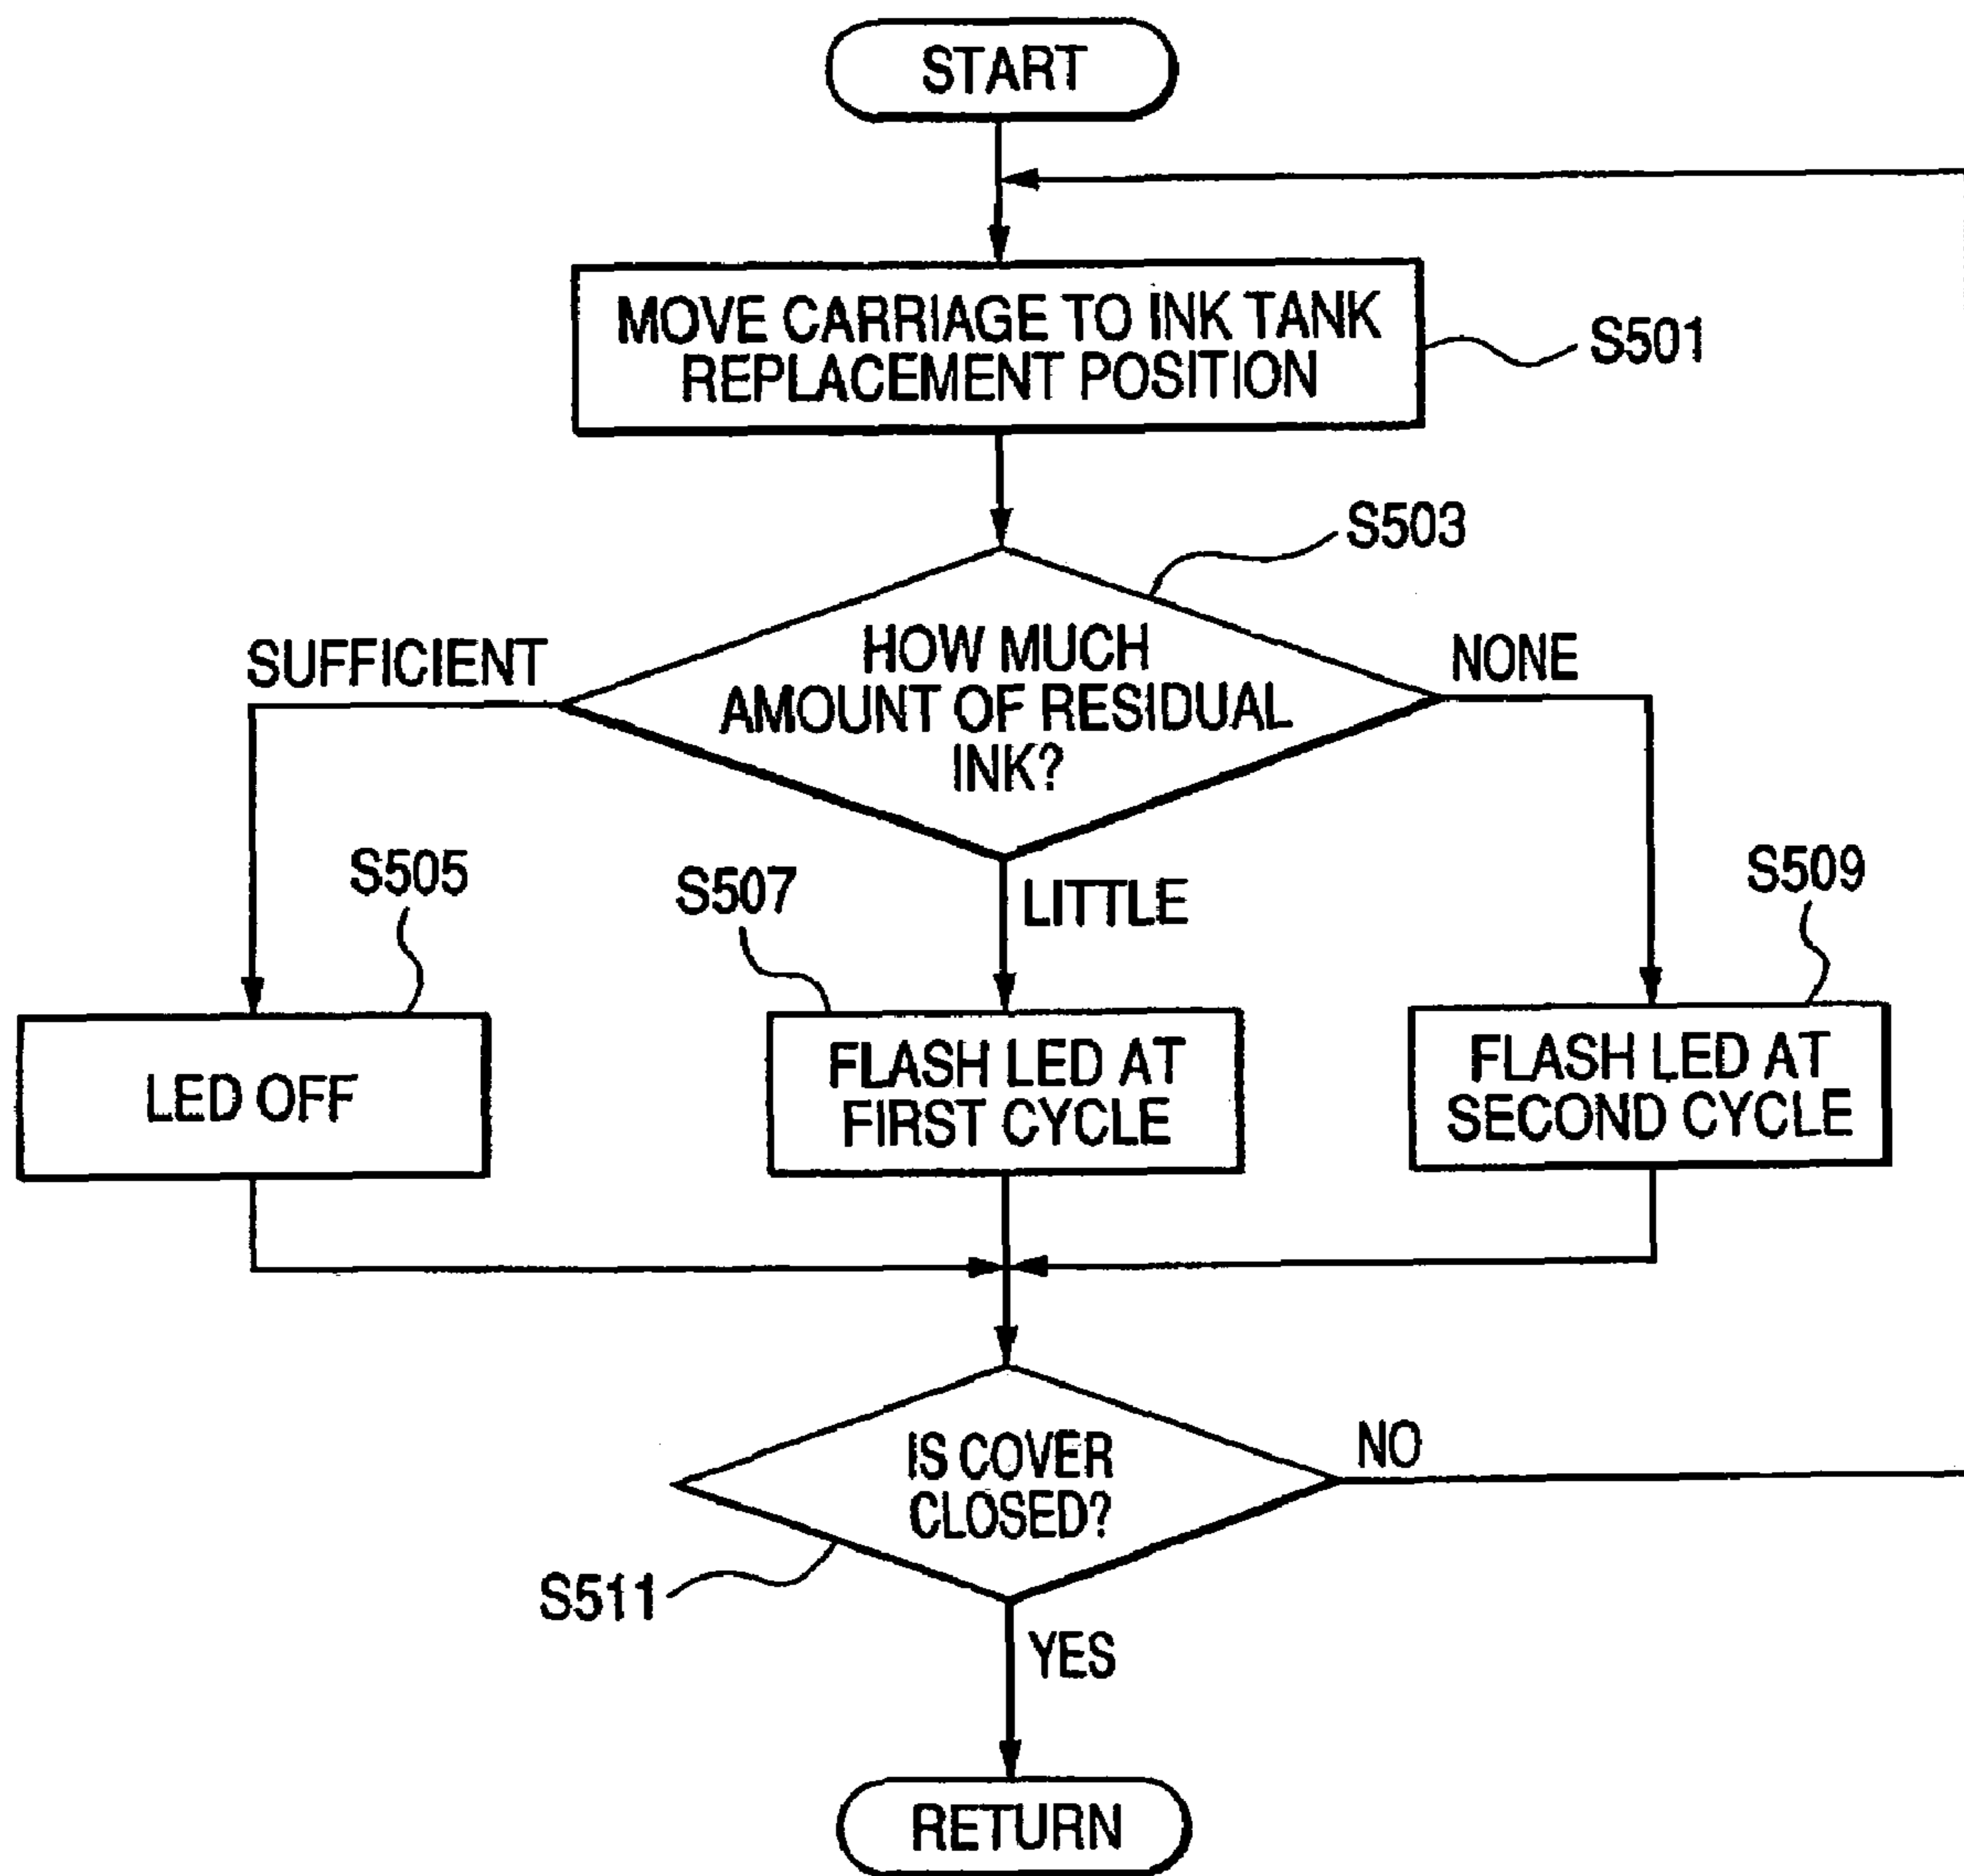 START
MOVE CARRIAGE TO INK TANK
REPLACEMENT POSITION
S501
S503
HOW MUCH
AMOUNT OF RESIDUAL
INK?
SUFFICIENT
NONE
LITTLE
S505
S507
S509
LED OFF
FLASH LED AT
FIRST CYCLE
FLASH LED AT
SECOND CYCLE
IS COVER
CLOSED?
NO
S511
YES
RETURN